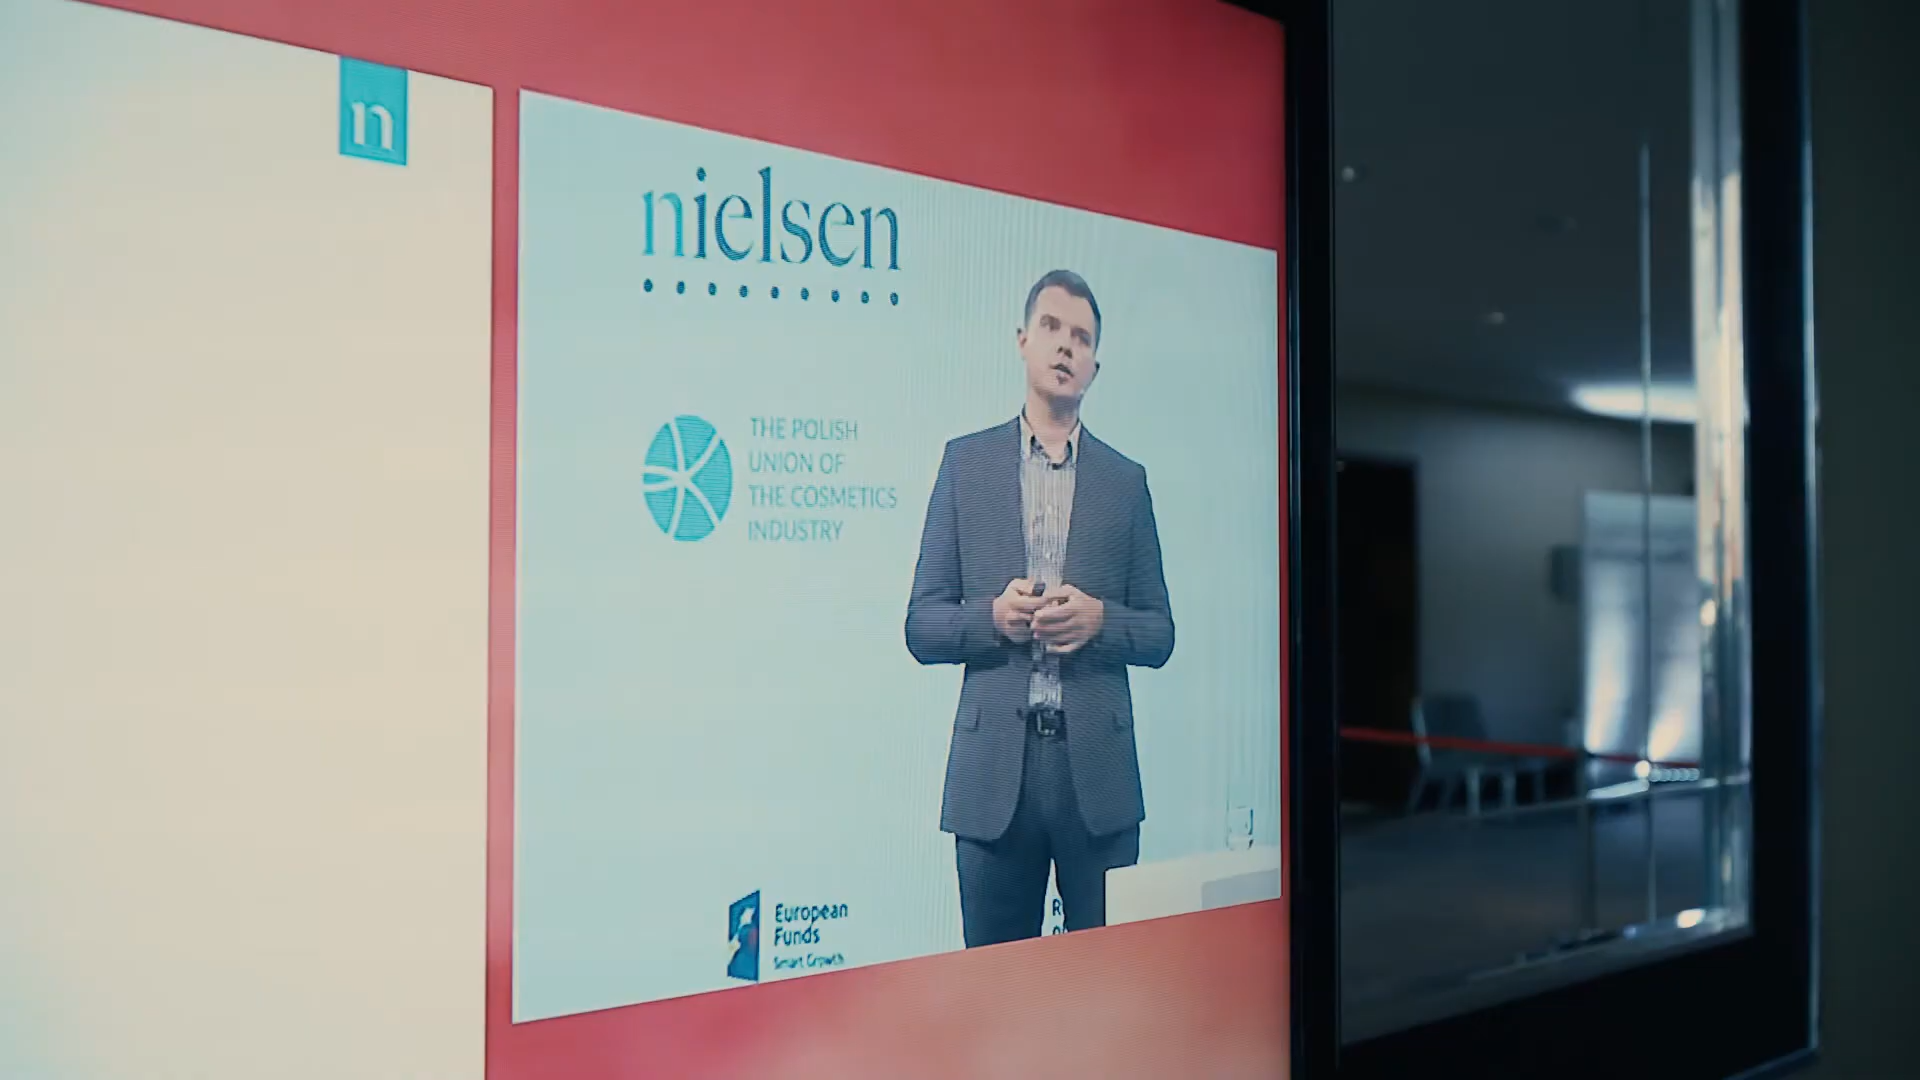 n
nielsen
THE POLISH
UNION OF
THE COSMETICS
INDUSTRY
European
Funds
Smart Growth